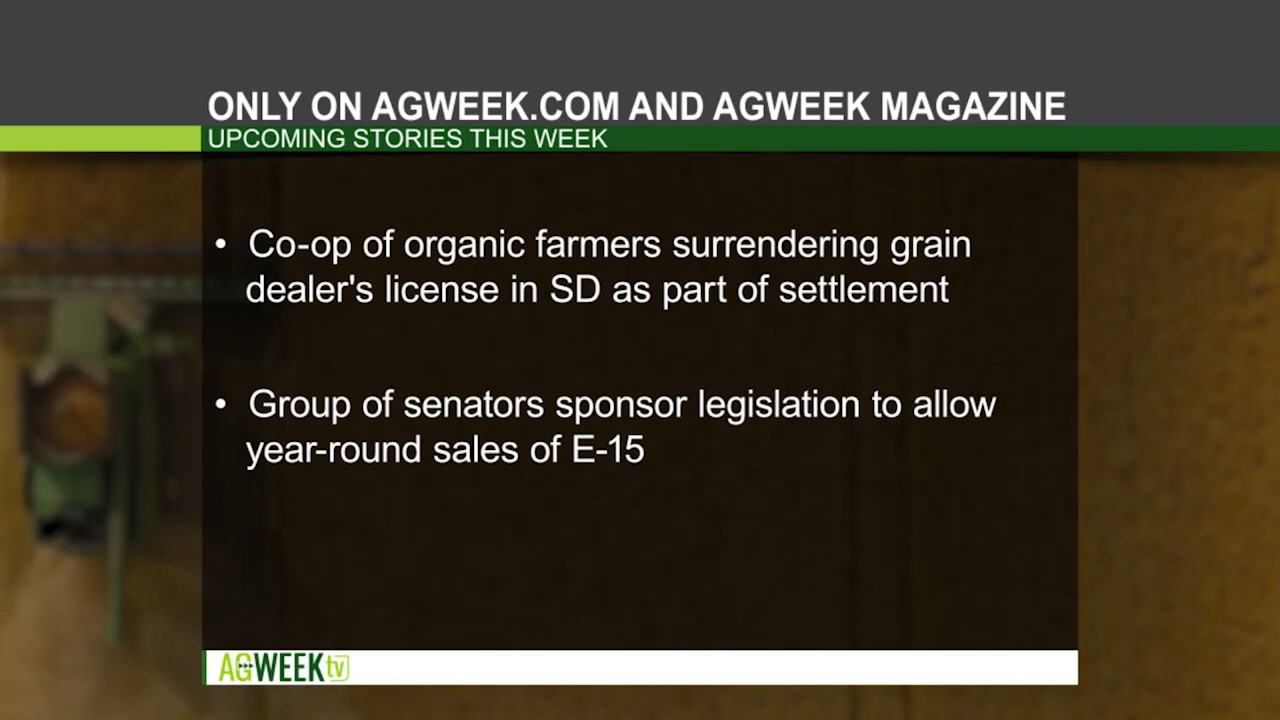 ONLY ON AGWEEK.COM AND AGWEEK MAGAZINE
UPCOMING STORIES THIS WEEK
• Co-op of organic farmers surrendering grain
dealer's license in SD as part of settlement
• Group of senators sponsor legislation to allow
year-round sales of E-15
AGWEEK tv